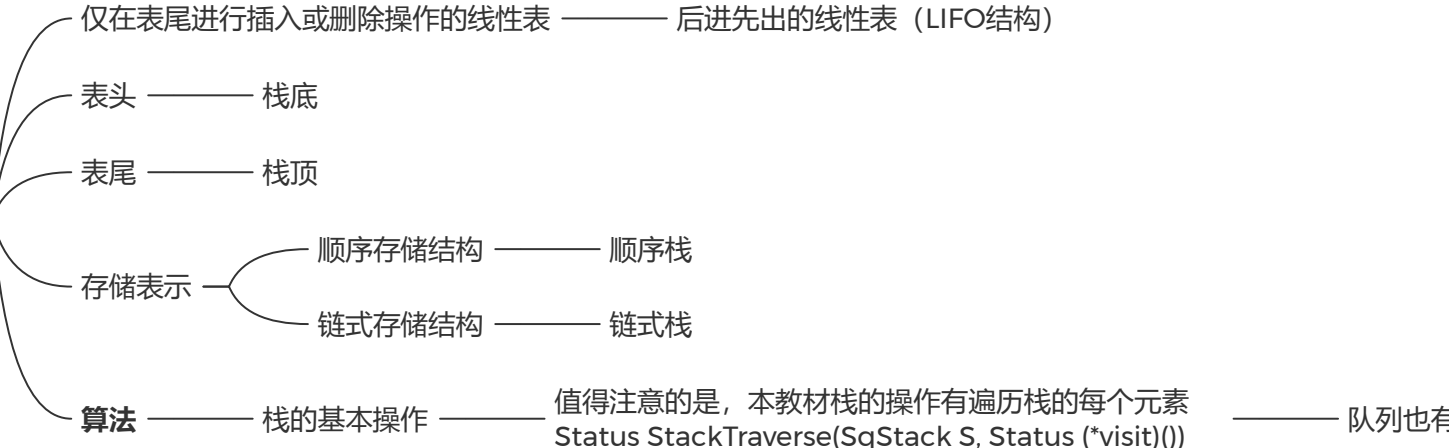 仅在表尾进行插入或删除操作的线性表 后进先出的线性表（LIFO结构）
表头 栈底
表尾 栈顶
顺序存储结构 顺序栈
存储表示
链式存储结构 链式栈
算法 栈的基本操作 值得注意的是，本教材栈的操作有遍历栈的每个元素
Status StackTraverse(SqStack S, Status (*visit)())
队列也有